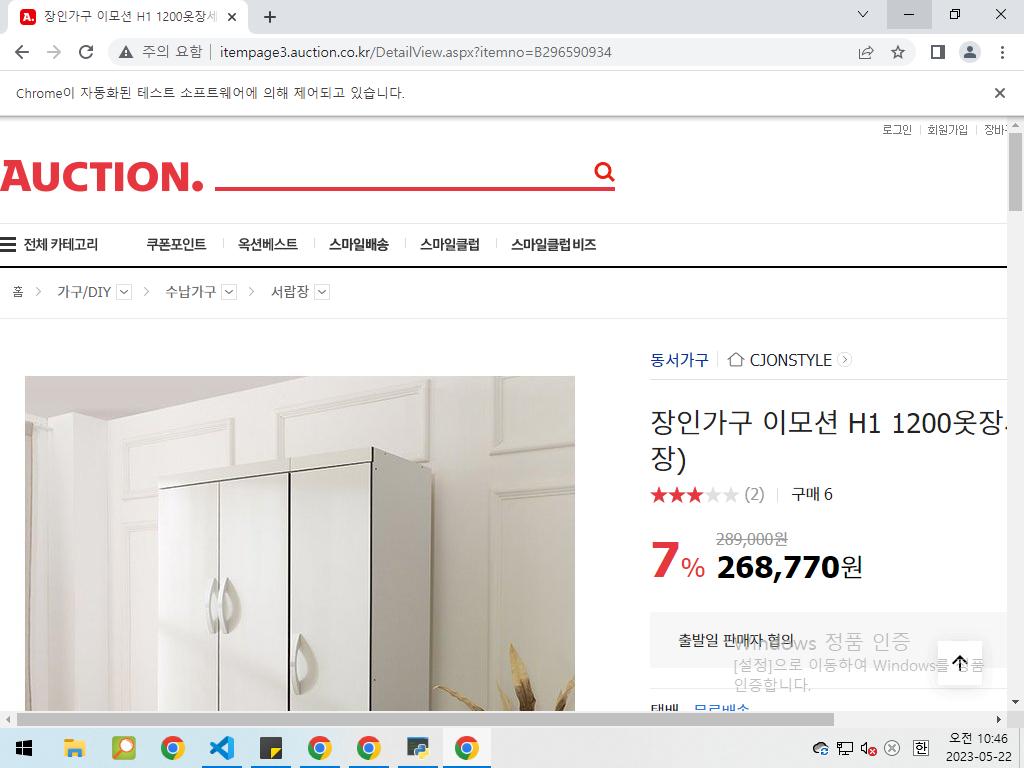 장인가구 이모션 H1 1200옷장세
주의 요함 itempage3.auction.co.kr/DetailView.aspx?itemno=B296590934
Chrome이 자동화된 테스트 소프트웨어에 의해 제어되고 있습니다.
로그인 회원가입 장바구
AUCTION.
전체 카테고리 쿠폰포인트 옥션베스트 스마일배송 스마일클럽 스마일클럽 비즈
홈 가구/DIY 수납가구 서랍장
동서가구 CJONSTYLE
장인가구 이모션 H1 1200옷장
장)
(2) 구매 6
289,000원
7% 268,770원
출발일 판매자 협의
Windows 정품 인증
[설정]으로 이동하여 Windows를 정품
인증합니다.
택배 무료배송
한
오전 10:46
2023-05-22